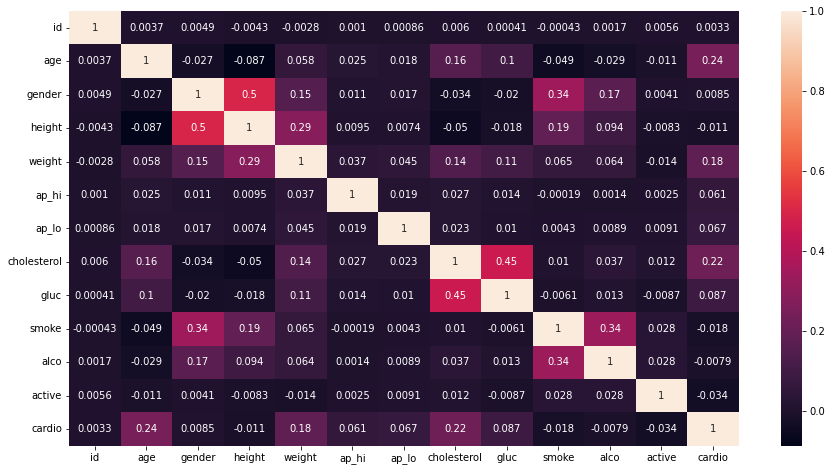 id 1 0.0037 0.0049 -0.0043 -0.0028 0.001 0.00086 0.006 0.00041 -0.00043 0.0017 0.0056 0.0033
age 0.0037 1 -0.027 -0.087 0.058 0.025 0.018 0.16 0.1 -0.049 -0.029 -0.011 0.24
gender 0.0049 -0.027 1 0.5 0.15 0.011 0.017 -0.034 -0.02 0.34 0.17 0.0041 0.0085
height -0.0043 -0.087 0.5 1 0.29 0.0095 0.0074 -0.05 -0.018 0.19 0.094 -0.0083 -0.011
weight -0.0028 0.058 0.15 0.29 1 0.037 0.045 0.14 0.11 0.065 0.064 -0.014 0.18
ap_hi 0.001 0.025 0.011 0.0095 0.037 1 0.019 0.027 0.014 -0.00019 0.0014 0.0025 0.061
ap_lo 0.00086 0.018 0.017 0.0074 0.045 0.019 1 0.023 0.01 0.0043 0.0089 0.0091 0.067
cholesterol 0.006 0.16 -0.034 -0.05 0.14 0.027 0.023 1 0.45 0.01 0.037 0.012 0.22
gluc 0.00041 0.1 -0.02 -0.018 0.11 0.014 0.01 0.45 1 -0.0061 0.013 -0.0087 0.087
smoke -0.00043 -0.049 0.34 0.19 0.065 -0.00019 0.0043 0.01 -0.0061 1 0.34 0.028 -0.018
alco 0.0017 -0.029 0.17 0.094 0.064 0.0014 0.0089 0.037 0.013 0.34 1 0.028 -0.0079
active 0.0056 -0.011 0.0041 -0.0083 -0.014 0.0025 0.0091 0.012 -0.0087 0.028 0.028 1 -0.034
cardio 0.0033 0.24 0.0085 -0.011 0.18 0.061 0.067 0.22 0.087 -0.018 -0.0079 -0.034 1
id age gender height weight ap_hi ap_lo cholesterol gluc smoke alco active cardio
1.0
0.8
0.6
0.4
0.2
0.0